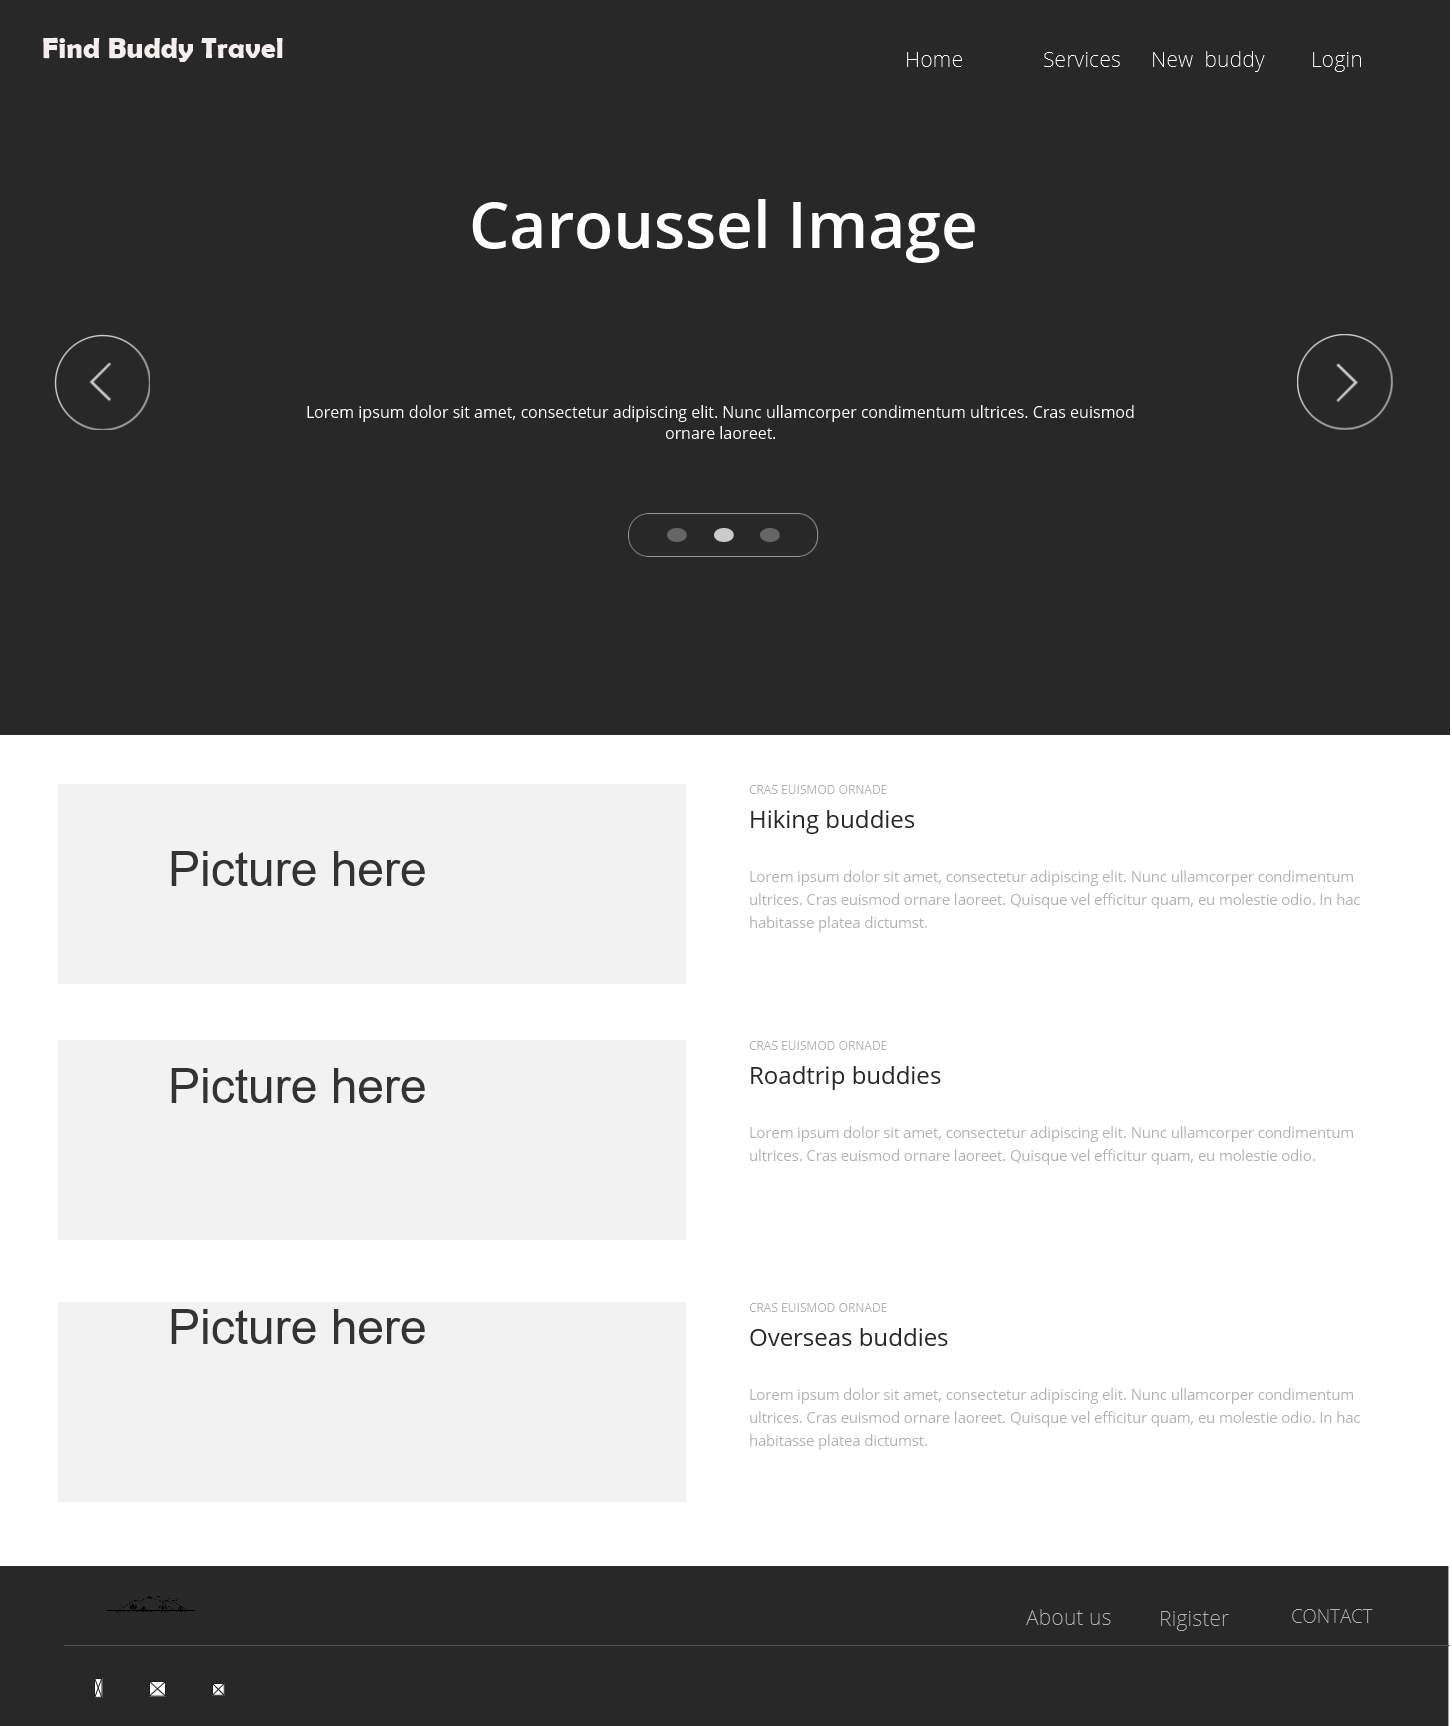 Find Buddy Travel
Home Services New buddy Login
Caroussel Image
Lorem ipsum dolor sit amet, consectetur adipiscing elit. Nunc ullamcorper condimentum ultrices. Cras euismod
ornare laoreet.
Picture here
CRAS EUISMOD ORNADE
Hiking buddies
Lorem ipsum dolor sit amet, consectetur adipiscing elit. Nunc ullamcorper condimentum
ultrices. Cras euismod ornare laoreet. Quisque vel efficitur quam, eu molestie odio. In hac
habitasse platea dictumst.
Picture here
CRAS EUISMOD ORNADE
Roadtrip buddies
Lorem ipsum dolor sit amet, consectetur adipiscing elit. Nunc ullamcorper condimentum
ultrices. Cras euismod ornare laoreet. Quisque vel efficitur quam, eu molestie odio.
Picture here
CRAS EUISMOD ORNADE
Overseas buddies
Lorem ipsum dolor sit amet, consectetur adipiscing elit. Nunc ullamcorper condimentum
ultrices. Cras euismod ornare laoreet. Quisque vel efficitur quam, eu molestie odio. In hac
habitasse platea dictumst.
About us Rigister CONTACT